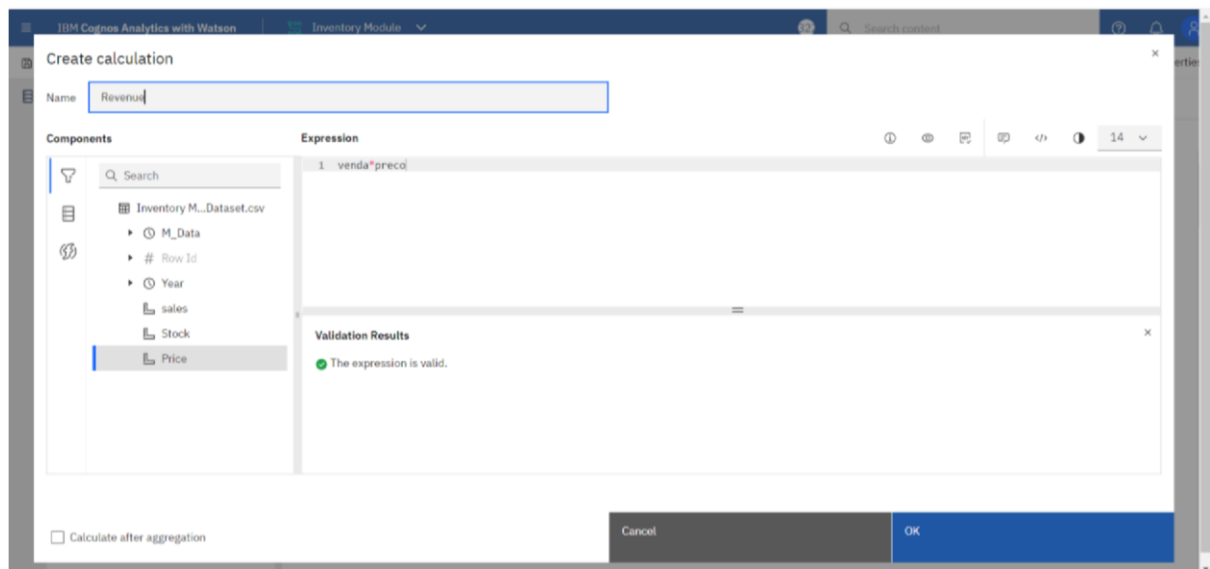 IBM Cognos Analytics with Watson
Inventory Module
Search content
Create calculation
Name
Revenue
Components
Expression
14
Search
1 venda*preco
Inventory M...Dataset.csv
M_Data
# Row Id
Year
sales
Stock
Price
Validation Results
The expression is valid.
Calculate after aggregation
Cancel
OK